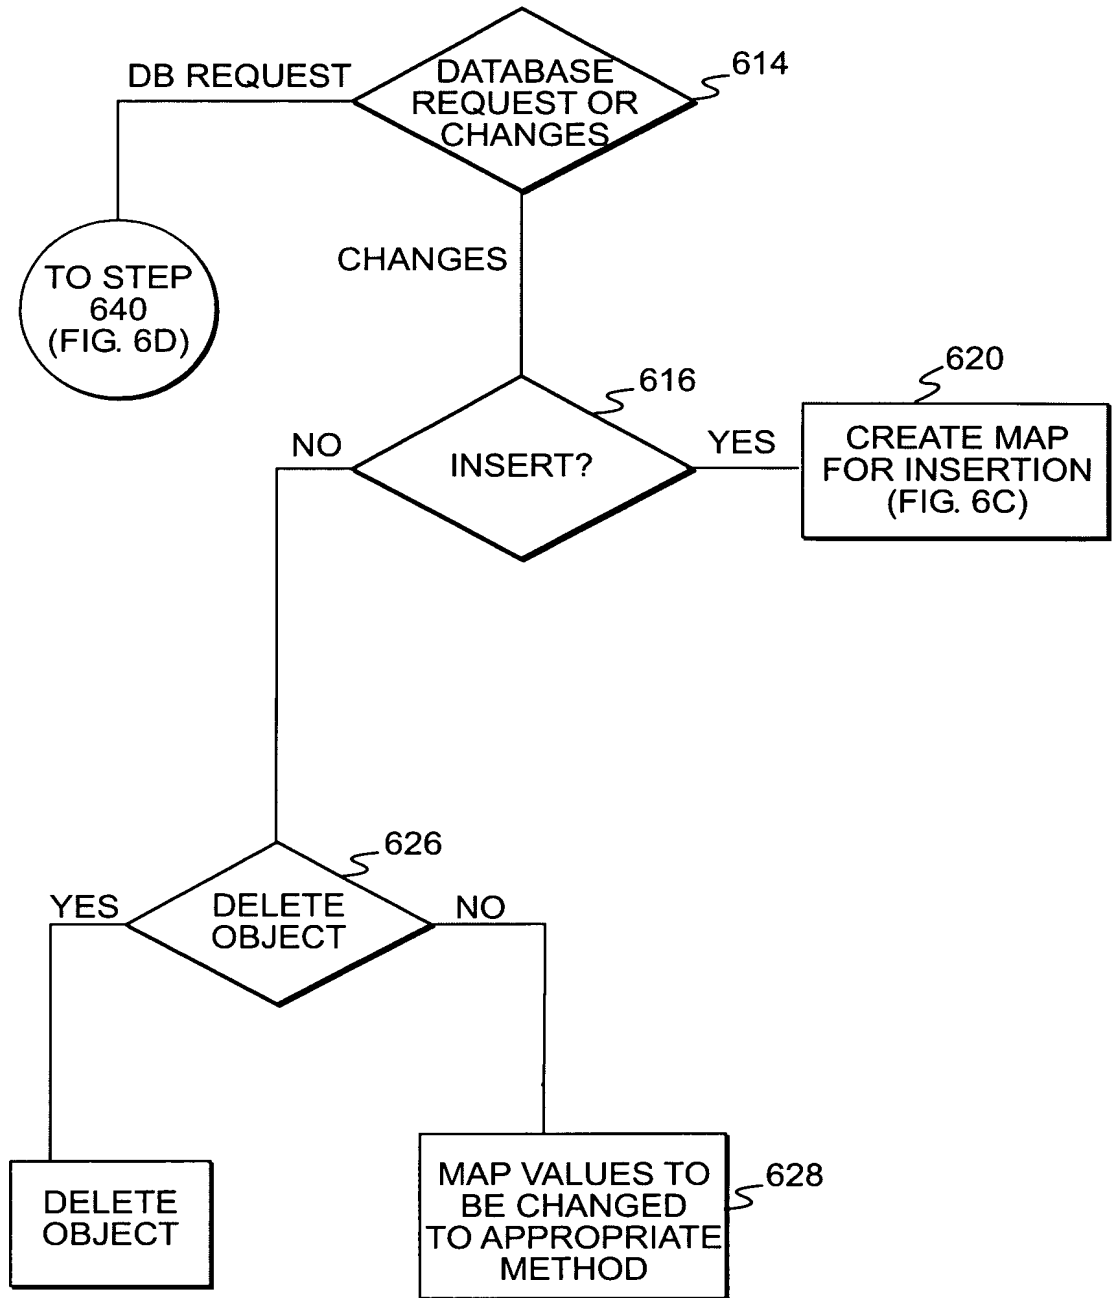 DB REQUEST
DATABASE
REQUEST OR
CHANGES
614
CHANGES
TO STEP
640
(FIG. 6D)
616
620
NO
INSERT?
YES
CREATE MAP
FOR INSERTION
(FIG. 6C)
626
YES
DELETE
OBJECT
NO
DELETE
OBJECT
MAP VALUES TO
BE CHANGED
TO APPROPRIATE
METHOD
628